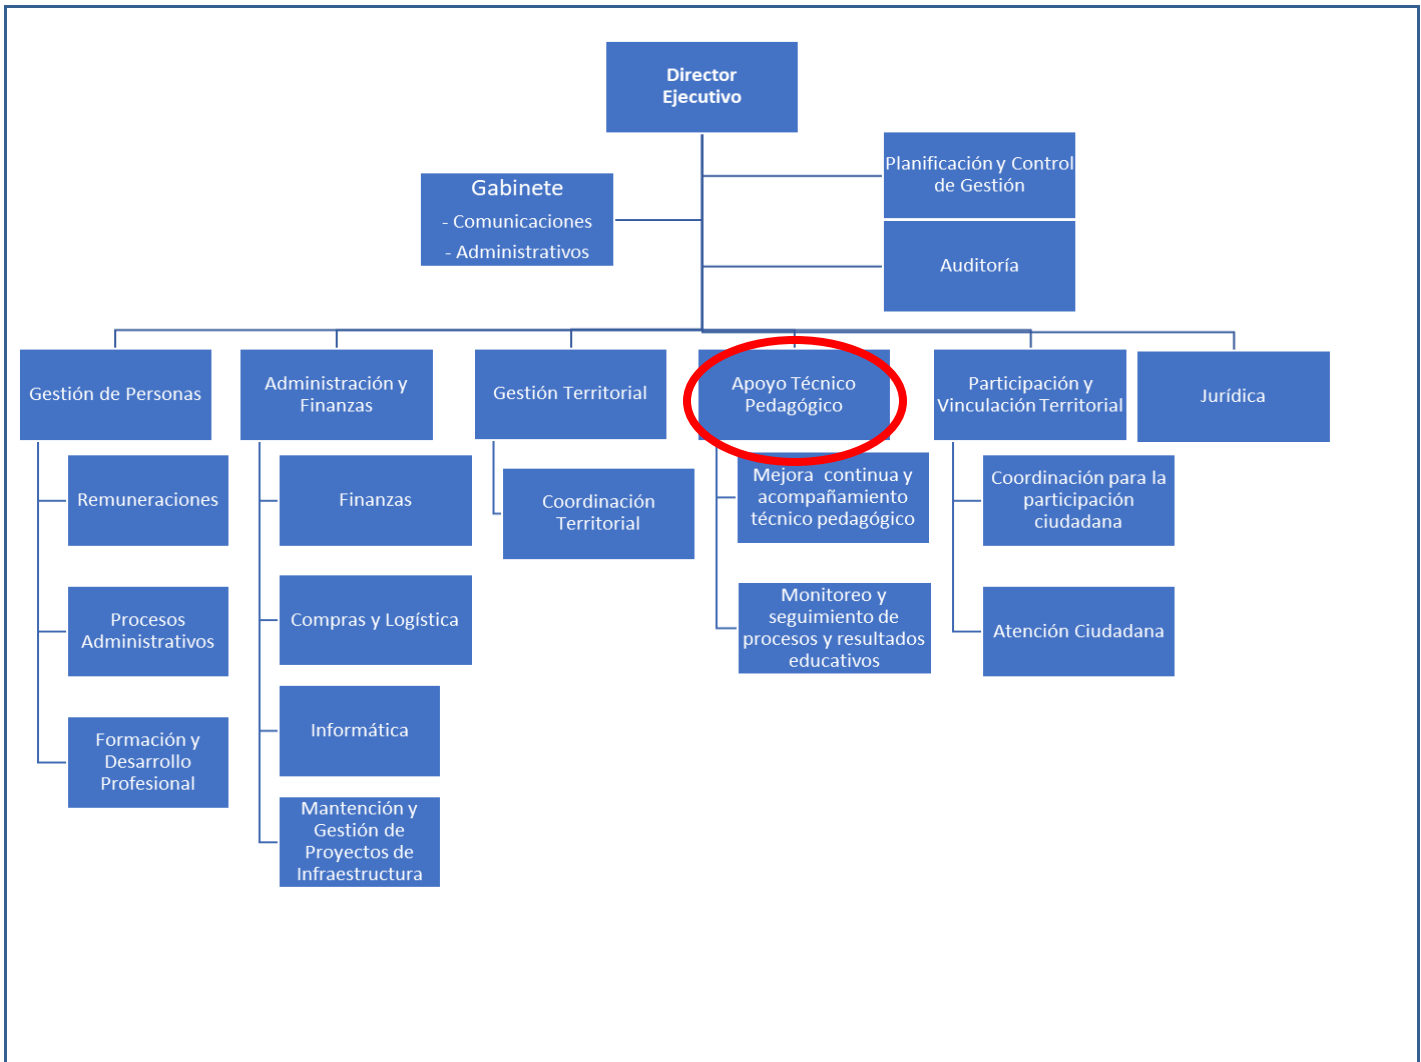 Director
Ejecutivo
Planificación y Control
de Gestión
Gabinete
- Comunicaciones
- Administrativos
Auditoría
Gestión de Personas
Administración y
Finanzas
Gestión Territorial
Apoyo Técnico
Pedagógico
Participación y
Vinculación Territorial
Jurídica
Remuneraciones
Procesos
Administrativos
Formación y
Desarrollo
Profesional
Finanzas
Compras y Logística
Informática
Mantención y
Gestión de
Proyectos de
Infraestructura
Coordinación
Territorial
Mejora continua y
acompañamiento
técnico pedagógico
Monitoreo y
seguimiento de
procesos y resultados
educativos
Coordinación para la
participación
ciudadana
Atención Ciudadana